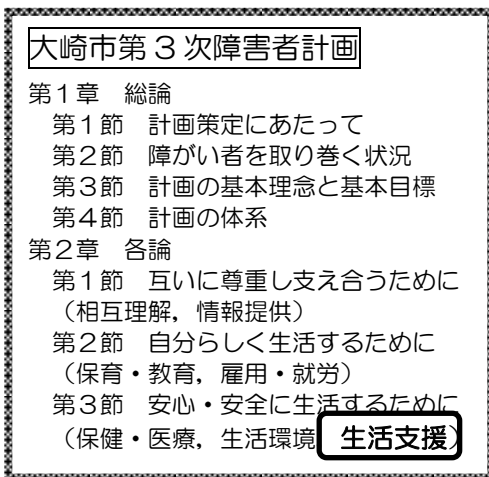 大崎市第３次障害者計画
第１章　総論
第１節　計画策定にあたって
第２節　障がい者を取り巻く状況
第３節　計画の基本理念と基本目標
第４節　計画の体系
第２章　各論
第１節　互いに尊重し支え合うために
（相互理解，情報提供）
第２節　自分らしく生活するために
（保育・教育，雇用・就労）
第３節　安心・安全に生活するために
（保健・医療，生活環境　生活支援）